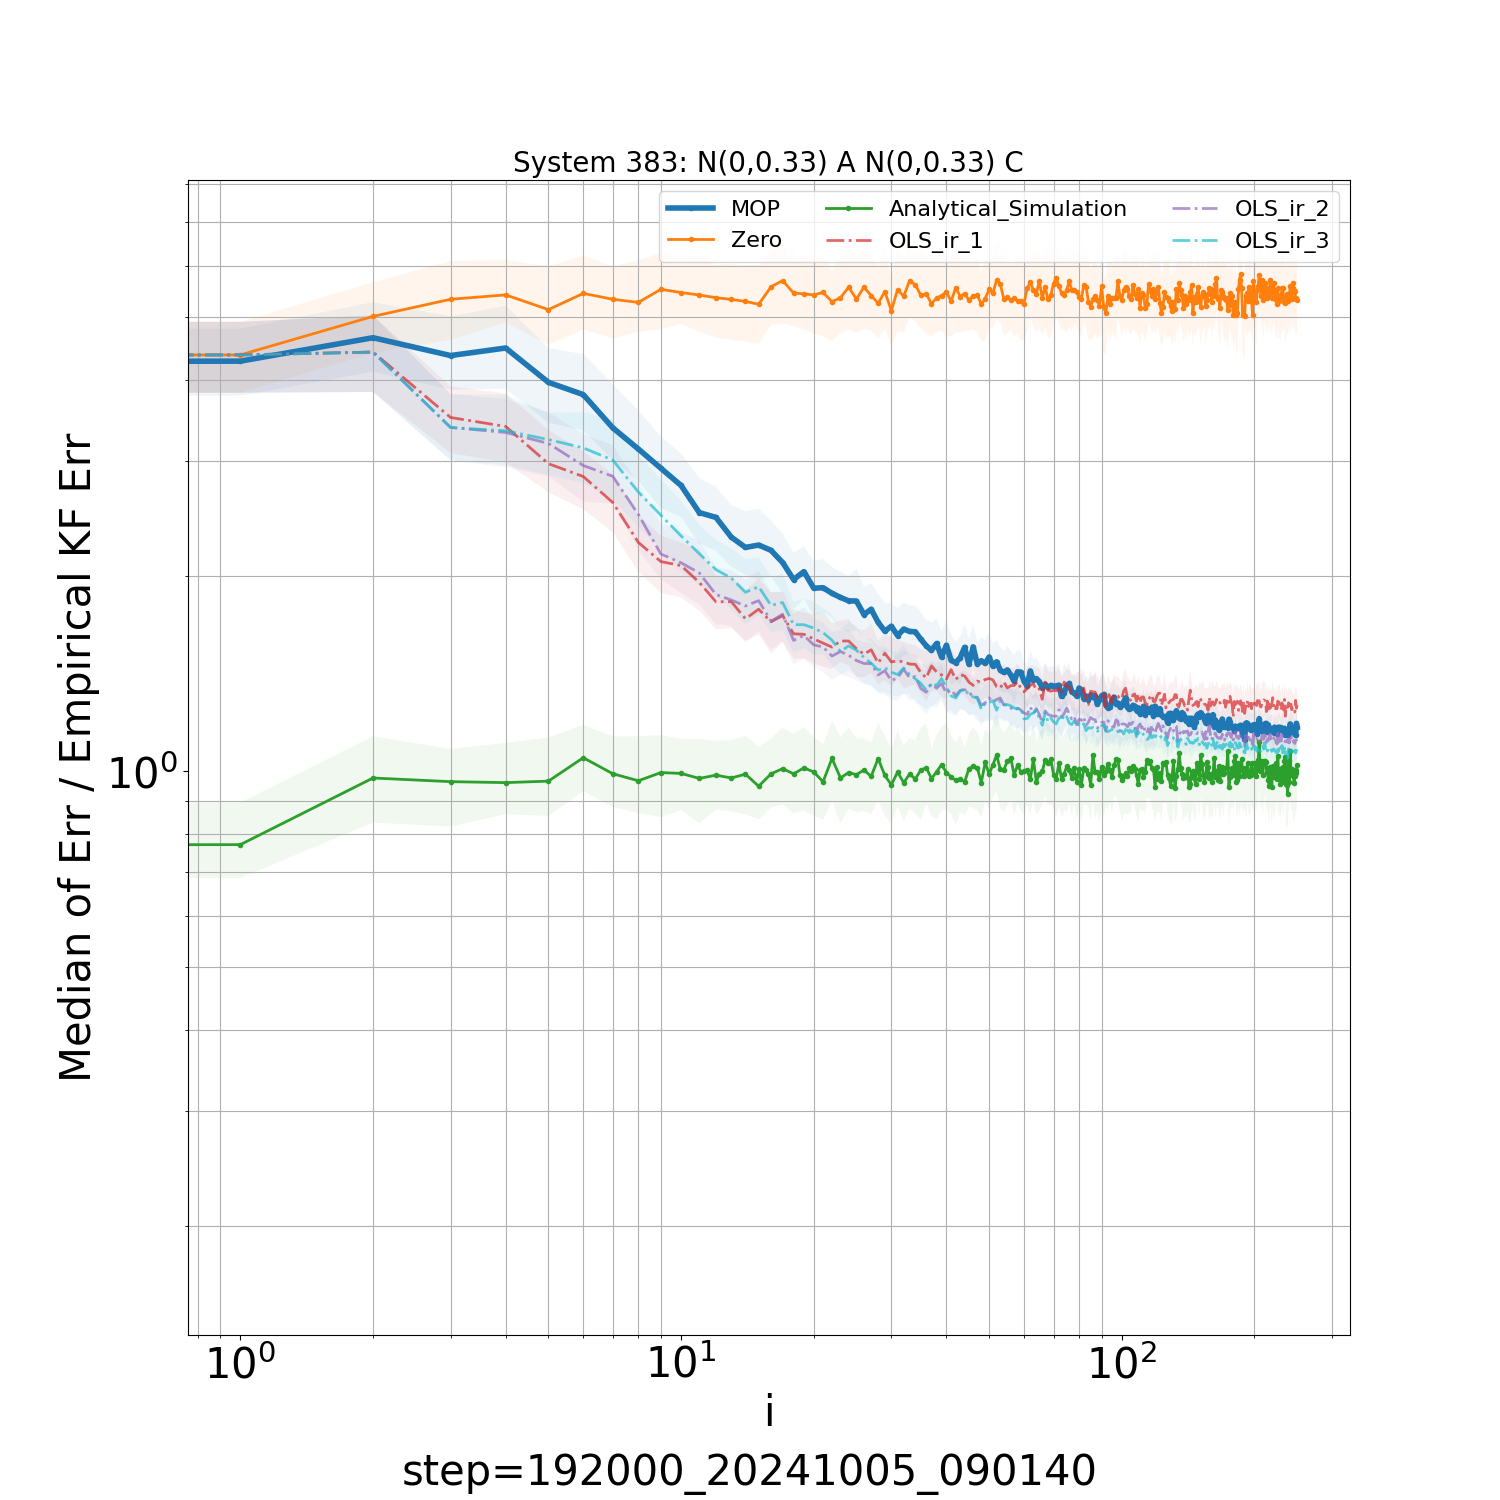 System 383: N(0,0.33) A N(0,0.33) C
MOP
Zero
Analytical_Simulation
OLS_ir_1
OLS_ir_2
OLS_ir_3
Median of Err / Empirical KF Err
10⁰
10⁰ 10¹ 10²
i
step=192000_20241005_090140